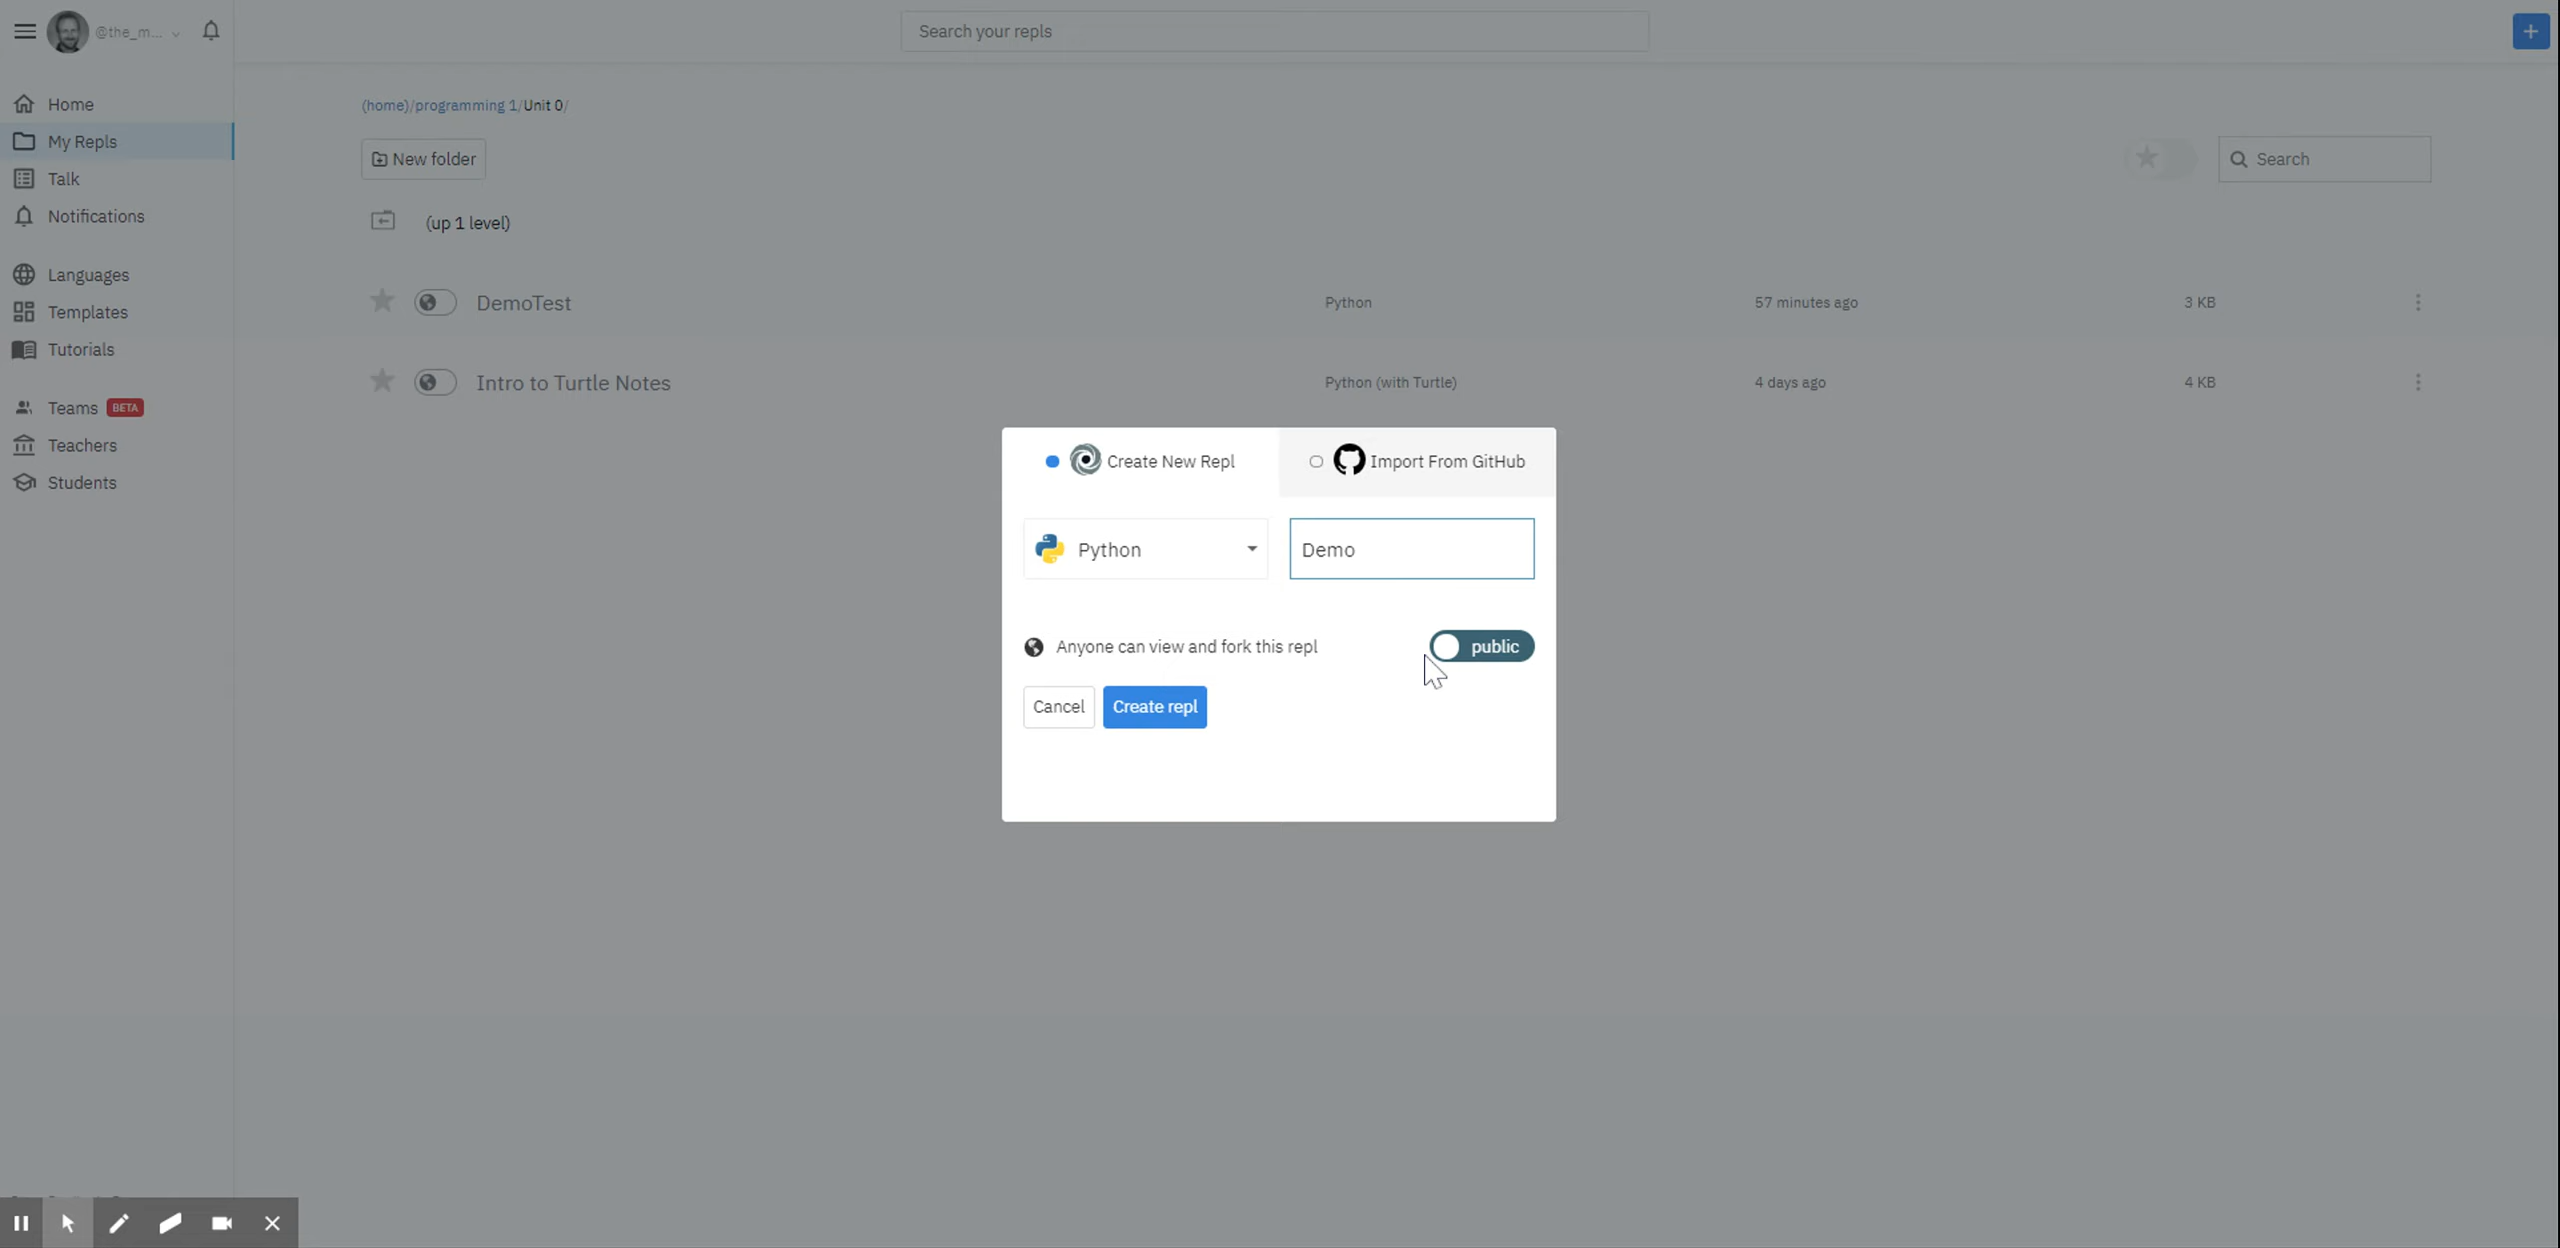 @the_m...
Search your repls
Home
My Repls
Talk
Notifications
Languages
Templates
Tutorials
Teams BETA
Teachers
Students
(home)/programming 1/Unit 0/
New folder
Search
(up 1 level)
DemoTest Python 57 minutes ago 3 KB
Intro to Turtle Notes Python (with Turtle) 4 days ago 4 KB
Create New Repl
Import From GitHub
Python
Demo
Anyone can view and fork this repl
public
Cancel
Create repl